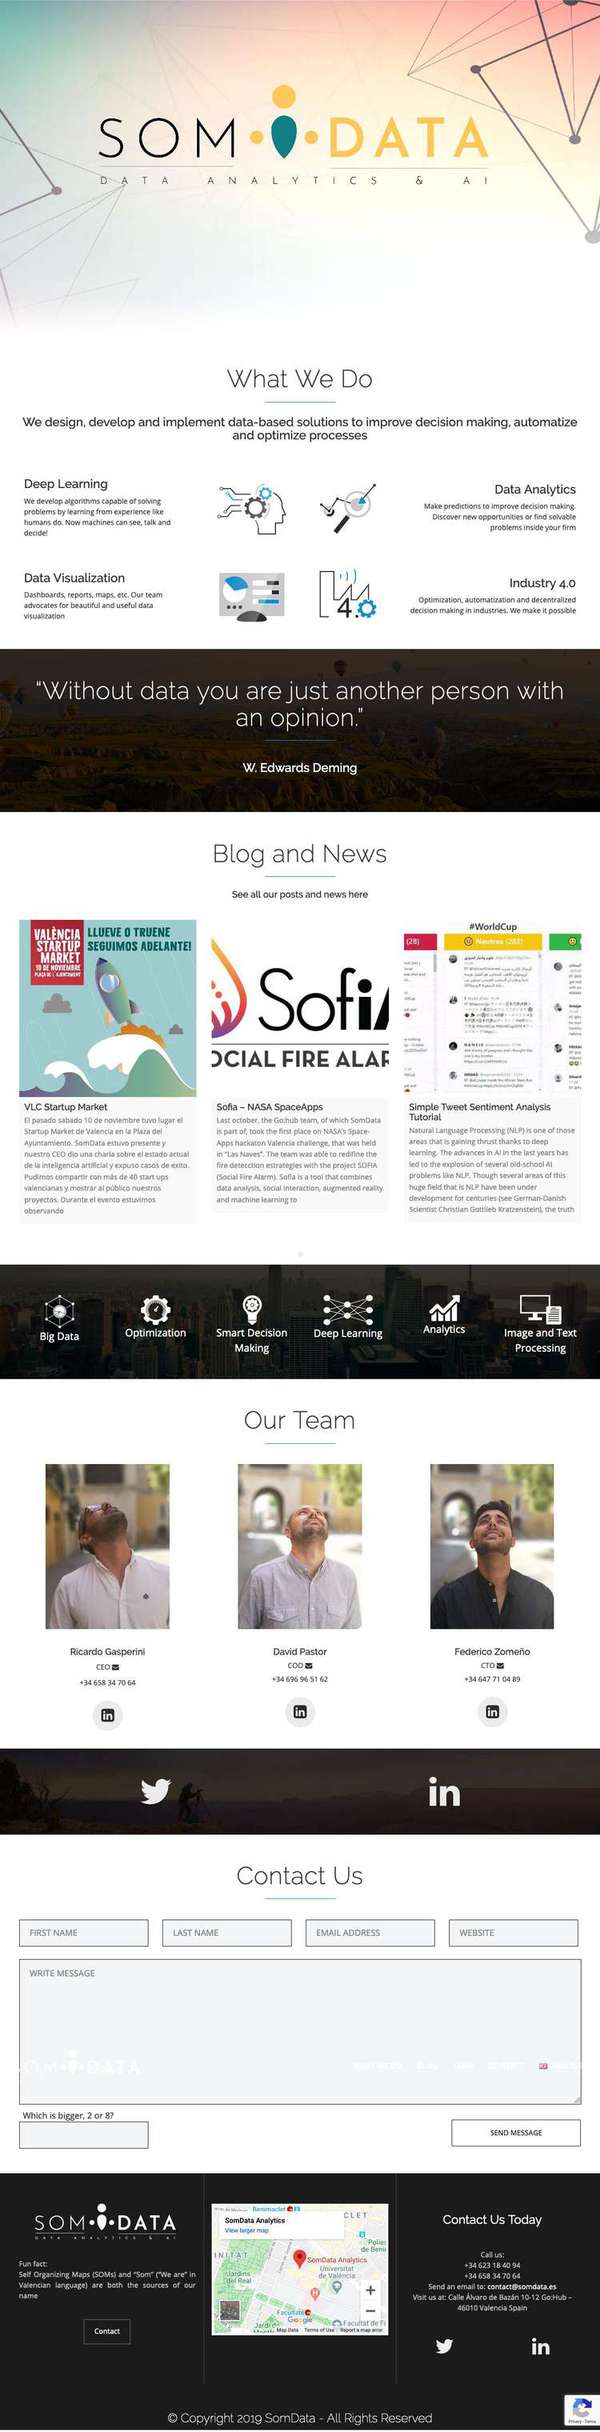 SOM DATA
DATA ANALYTICS & AI
What We Do
We design, develop and implement data-based solutions to improve decision making, automatize
and optimize processes
Deep Learning
We develop algorithms capable of solving
problems by learning from experience like
humans do. Now machines can see, talk and
decide!
Data Analytics
Make predictions to improve decision making.
Discover new opportunities or find solvable
problems inside your firm
Data Visualization
Dashboards, reports, maps, etc. Our team
advocates for beautiful and useful data
visualization
4.
Industry 4.0
Optimization, automatization and decentralized
decision making in industries. We make it possible
“Without data you are just another person with
an opinion.”
W. Edwards Deming
Blog and News
See all our posts and news here
VALÈNCIA
STARTUP
MARKET
10 DE NOVIEMBRE
PLAÇA DE L'AJUNTAMENT
LLUEVE O TRUENE
SEGUIMOS ADELANTE!
VLC Startup Market
El pasado sabado 10 de noviembre tuvo lugar el
Startup Market de Valencia en la Plaza del
Ayuntamiento. SomData estuvo presente y
nuestro CEO dio una charla sobre el estado actual
de la inteligencia artificial y expuso casos de exito.
Pudimos compartir con más de 40 start ups
valencianas y mostrar al público nuestros
proyectos. Durante el evento estuvimos
observando
Sofi
OCIAL FIRE ALAR
Sofia – NASA SpaceApps
Last october, the Go:hub team, of which SomData
is part of, took the first place on NASA's Space-
Apps hackaton Valencia challenge, that was held
in "Las Naves". The team was able to redifine the
fire detecction estrategies with the project SOFIA
(Social Fire Alarm). Sofia is a tool that combines
data analysis, social interaction, augmented reality
and machine learning to
#WorldCup
(28)
Neutros (283)
Simple Tweet Sentiment Analysis
Tutorial
Natural Language Processing (NLP) is one of those
areas that is gaining thrust thanks to deep
learning. The advances in AI in the last years has
led to the explosion of several old-school AI
problems like NLP. Though several areas of this
huge field that is NLP have been under
development for centuries (see German-Danish
Scientist Christian Gottlieb Kratzenstein), the truth
Big Data
Optimization
Smart Decision
Making
Deep Learning
Analytics
Image and Text
Processing
Our Team
Ricardo Gasperini
CEO
+34 658 34 70 64
David Pastor
COO
+34 696 96 51 62
Federico Zomeño
CTO
+34 647 71 04 89
Contact Us
FIRST NAME
LAST NAME
EMAIL ADDRESS
WEBSITE
WRITE MESSAGE
SOM DATA
Which is bigger, 2 or 8?
SEND MESSAGE
SOM DATA
DATA ANALYTICS & AI
Fun fact:
Self Organizing Maps (SOMs) and "Som" ("We are" in
Valencian language) are both the sources of our
name
Contact
Benimaclet
SomData Analytics
View larger map
Jardins
del Real
SomData Analytics
Universitat
de València
Facultat
Google
Map Data
Terms of Use
Report a map error
Contact Us Today
Call us:
+34 623 18 40 94
+34 658 34 70 64
Send an email to: contact@somdata.es
Visit us at: Calle Álvaro de Bazán 10-12 Go:Hub –
46010 Valencia Spain
© Copyright 2019 SomData - All Rights Reserved
Privacy - Terms